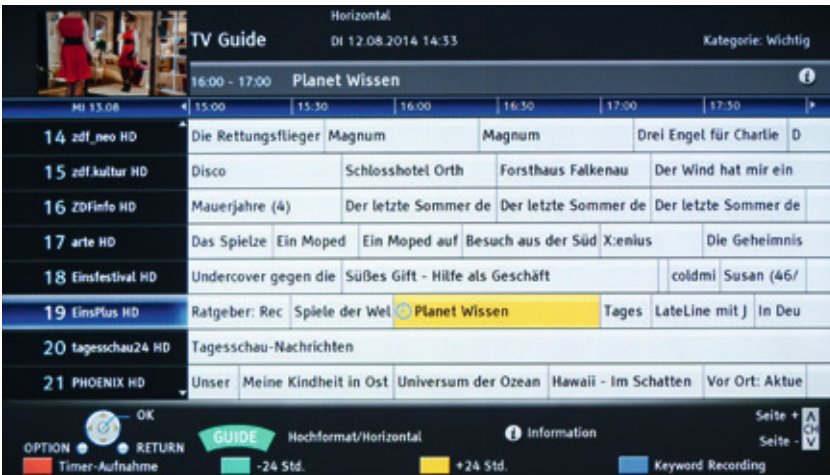 Horizontal
TV Guide DI 12.08.2014 14:33 Kategorie: Wichtig
16:00 - 17:00 Planet Wissen
MI 13.08 15:00 15:30 16:00 16:30 17:00 17:30
14 zdf_neo HD Die Rettungsflieger Magnum Magnum Drei Engel für Charlie D
15 zdf.kultur HD Disco Schlosshotel Orth Forsthaus Falkenau Der Wind hat mir ein
16 ZDFinfo HD Mauerjahre (4) Der letzte Sommer de Der letzte Sommer de Der letzte Sommer de
17 arte HD Das Spielze Ein Moped Ein Moped auf Besuch aus der Süd X:enius Die Geheimnis
18 Einsfestival HD Undercover gegen die Süßes Gift - Hilfe als Geschäft coldmi Susan (46/
19 EinsPlus HD Ratgeber: Rec Spiele der Wel Planet Wissen Tages LateLine mit J In Deu
20 tagesschau24 HD Tagesschau-Nachrichten
21 PHOENIX HD Unser Meine Kindheit in Ost Universum der Ozean Hawaii - Im Schatten Vor Ort: Aktue
OK
OPTION RETURN GUIDE Hochformat/Horizontal i Information Seite + CH
Seite -
Timer-Aufnahme -24 Std. +24 Std. Keyword Recording